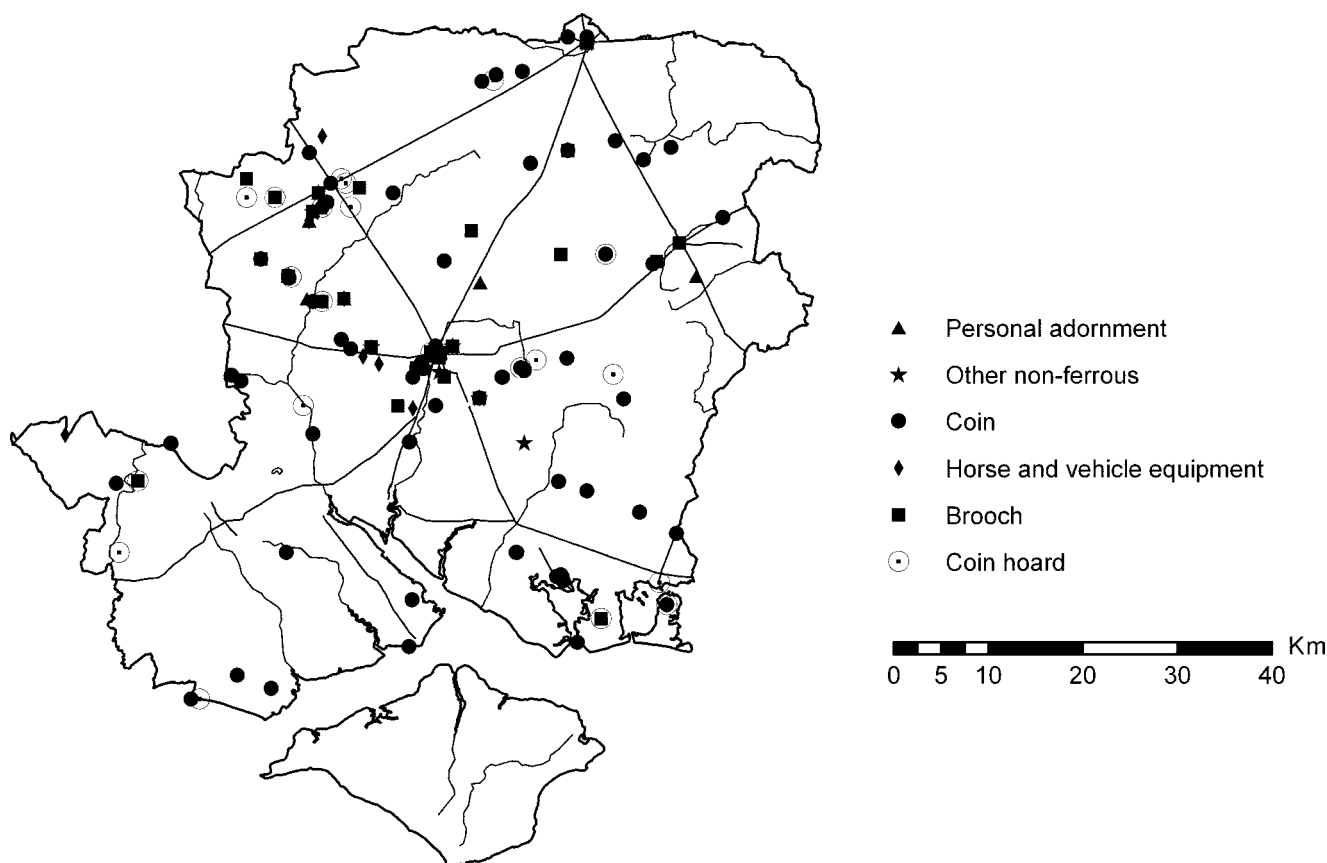 Personal adornment
Other non-ferrous
Coin
Horse and vehicle equipment
Brooch
Coin hoard
Km
0 5 10 20 30 40